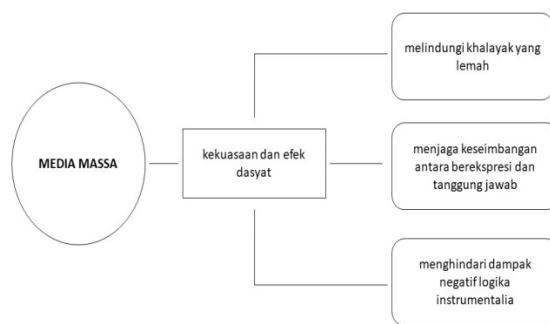 melindungi khalayak yang
lemah
MEDIA MASSA
kekuasaan dan efek
dasyat
menjaga keseimbangan
antara berekspresi dan
tanggung jawab
menghindari dampak
negatif logika
instrumentalia